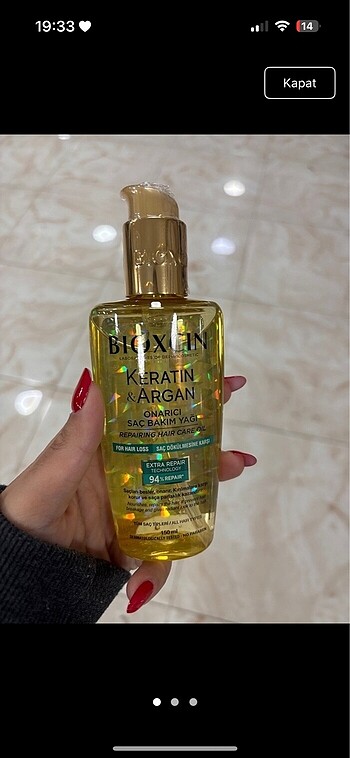 19:33
14
Kapat
BIOXCIN
KERATIN
& ARGAN
ONARICI
SAÇ BAKIM YAĞI
REPAIRING HAIR CARE OIL
FOR HAIR LOSS SAÇ DÖKÜLMESİNE KARŞI
EXTRA REPAIR
TECHNOLOGY
94% REPAIR*
TÜM SAÇ TİPLERİ / ALL HAIR TYPES
150 ml